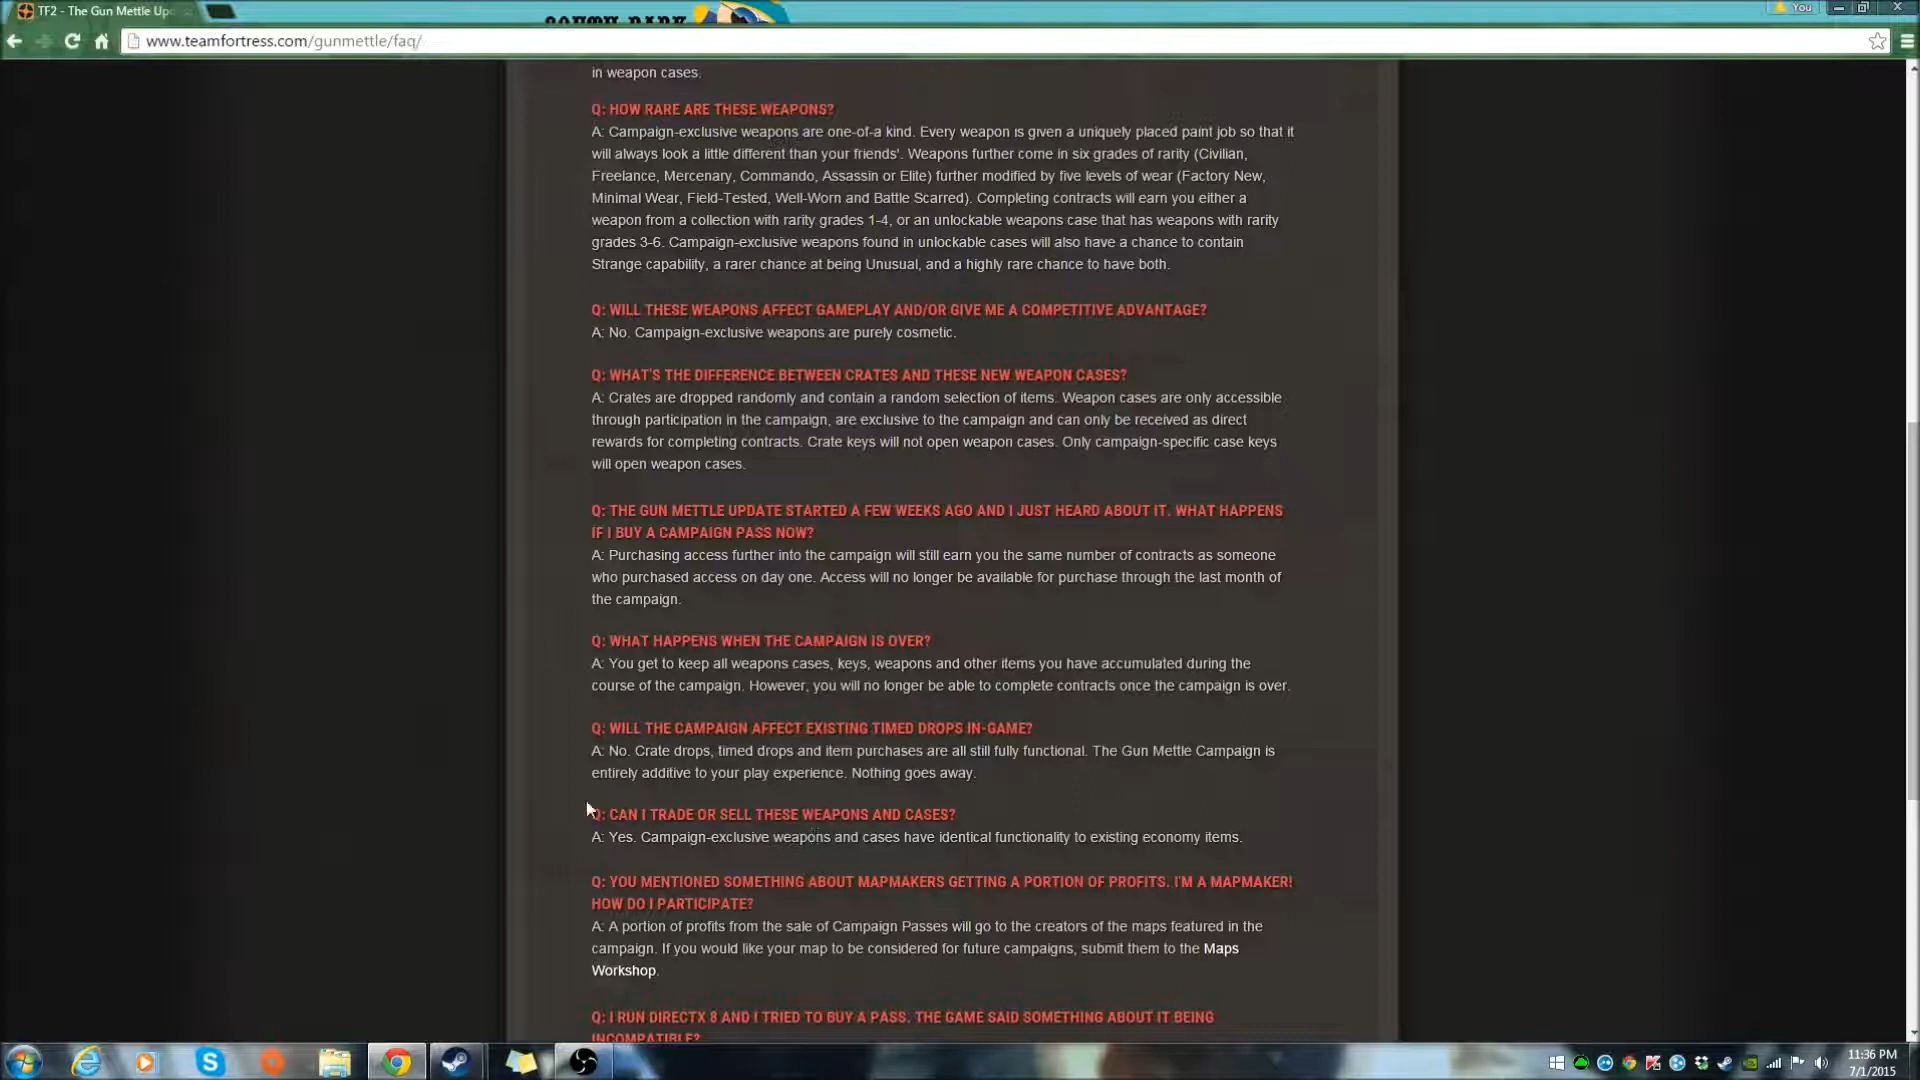 TF2 - The Gun Mettle Up
You
www.teamfortress.com/gunmettle/faq/
in weapon cases.
Q: HOW RARE ARE THESE WEAPONS?
A: Campaign-exclusive weapons are one-of-a kind. Every weapon is given a uniquely placed paint job so that it
will always look a little different than your friends'. Weapons further come in six grades of rarity (Civilian,
Freelance, Mercenary, Commando, Assassin or Elite) further modified by five levels of wear (Factory New,
Minimal Wear, Field-Tested, Well-Worn and Battle Scarred). Completing contracts will earn you either a
weapon from a collection with rarity grades 1-4, or an unlockable weapons case that has weapons with rarity
grades 3-6. Campaign-exclusive weapons found in unlockable cases will also have a chance to contain
Strange capability, a rarer chance at being Unusual, and a highly rare chance to have both.
Q: WILL THESE WEAPONS AFFECT GAMEPLAY AND/OR GIVE ME A COMPETITIVE ADVANTAGE?
A: No. Campaign-exclusive weapons are purely cosmetic.
Q: WHAT'S THE DIFFERENCE BETWEEN CRATES AND THESE NEW WEAPON CASES?
A: Crates are dropped randomly and contain a random selection of items. Weapon cases are only accessible
through participation in the campaign, are exclusive to the campaign and can only be received as direct
rewards for completing contracts. Crate keys will not open weapon cases. Only campaign-specific case keys
will open weapon cases.
Q: THE GUN METTLE UPDATE STARTED A FEW WEEKS AGO AND I JUST HEARD ABOUT IT. WHAT HAPPENS
IF I BUY A CAMPAIGN PASS NOW?
A: Purchasing access further into the campaign will still earn you the same number of contracts as someone
who purchased access on day one. Access will no longer be available for purchase through the last month of
the campaign.
Q: WHAT HAPPENS WHEN THE CAMPAIGN IS OVER?
A: You get to keep all weapons cases, keys, weapons and other items you have accumulated during the
course of the campaign. However, you will no longer be able to complete contracts once the campaign is over.
Q: WILL THE CAMPAIGN AFFECT EXISTING TIMED DROPS IN-GAME?
A: No. Crate drops, timed drops and item purchases are all still fully functional. The Gun Mettle Campaign is
entirely additive to your play experience. Nothing goes away.
Q: CAN I TRADE OR SELL THESE WEAPONS AND CASES?
A: Yes. Campaign-exclusive weapons and cases have identical functionality to existing economy items.
Q: YOU MENTIONED SOMETHING ABOUT MAPMAKERS GETTING A PORTION OF PROFITS. I'M A MAPMAKER!
HOW DO I PARTICIPATE?
A: A portion of profits from the sale of Campaign Passes will go to the creators of the maps featured in the
campaign. If you would like your map to be considered for future campaigns, submit them to the Maps
Workshop.
Q: I RUN DIRECTX 8 AND I TRIED TO BUY A PASS. THE GAME SAID SOMETHING ABOUT IT BEING
INCOMPATIBLE?
11:36 PM
7/1/2015